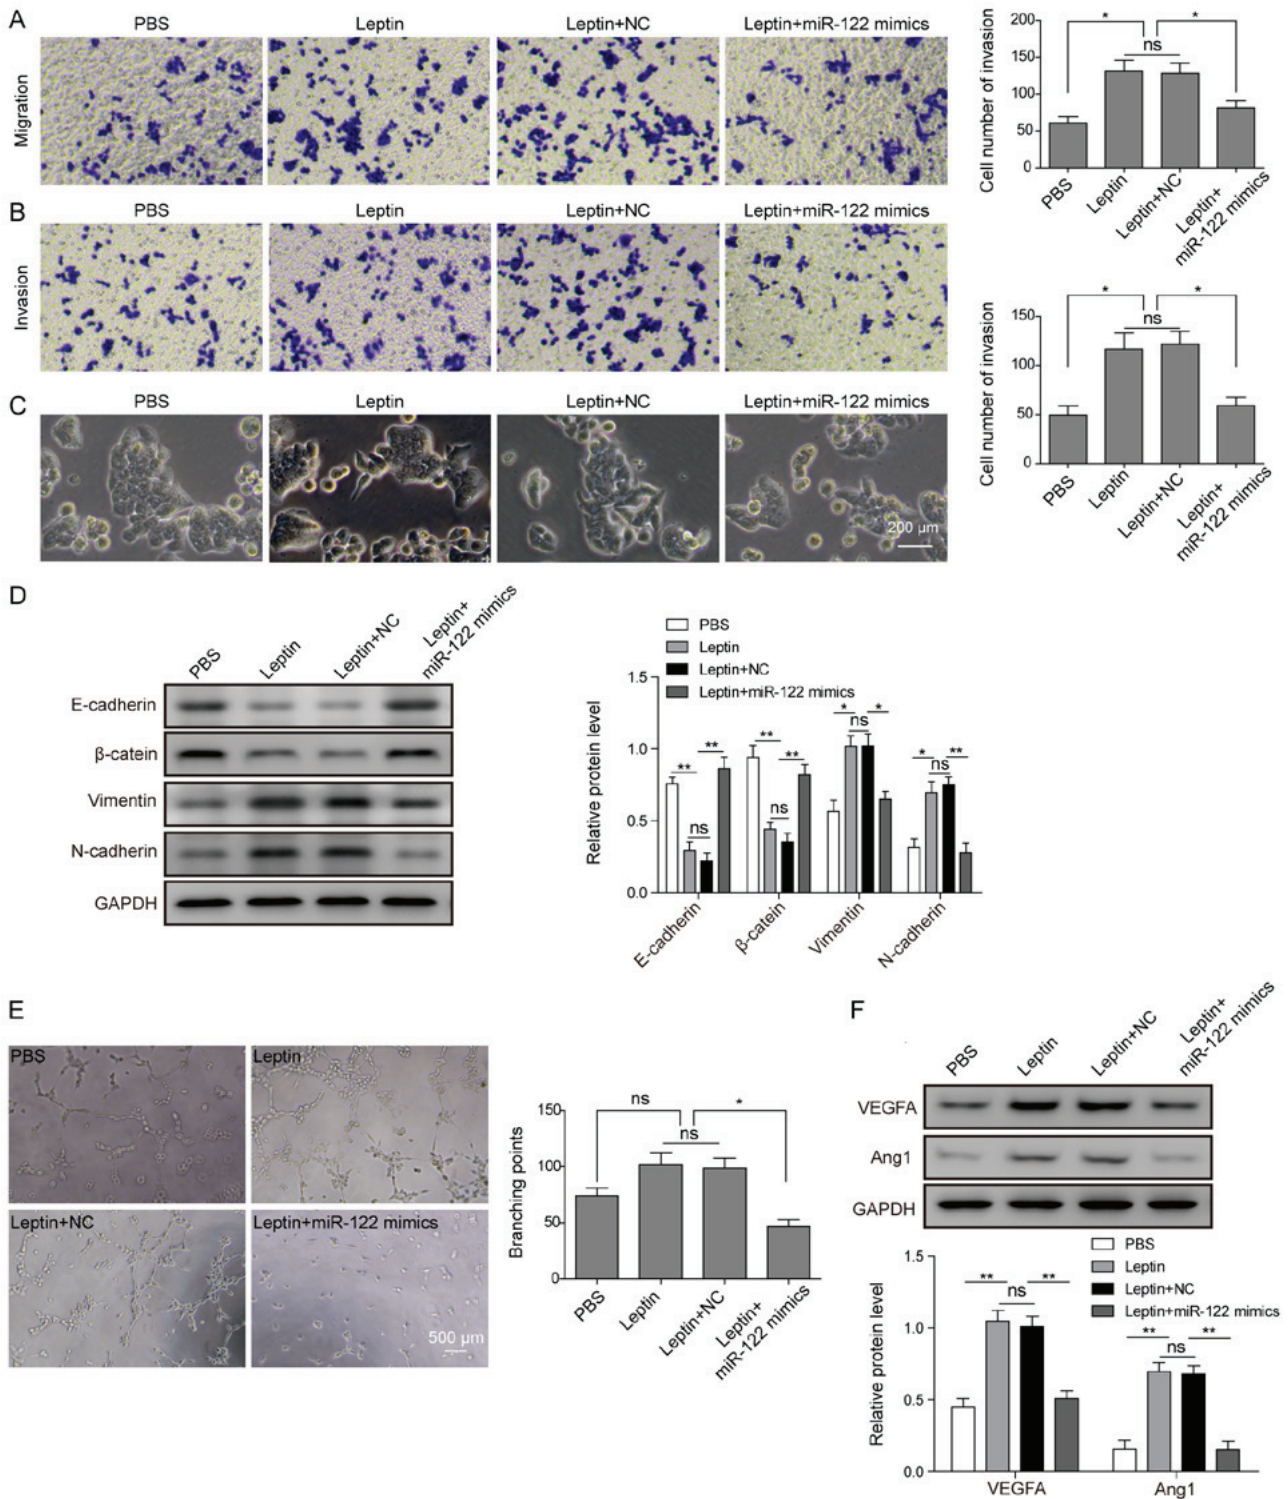 A
PBS
Leptin
Leptin+NC
Leptin+miR-122 mimics
Migration
Cell number of invasion
200
150
100
50
0
*
*
ns
PBS
Leptin
Leptin+NC
Leptin+
miR-122 mimics
B
PBS
Leptin
Leptin+NC
Leptin+miR-122 mimics
Invasion
Cell number of invasion
150
100
50
0
*
*
ns
PBS
Leptin
Leptin+NC
Leptin+
miR-122 mimics
C
PBS
Leptin
Leptin+NC
Leptin+miR-122 mimics
200 µm
D
PBS
Leptin
Leptin+NC
Leptin+
miR-122 mimics
E-cadherin
β-catein
Vimentin
N-cadherin
GAPDH
PBS
Leptin
Leptin+NC
Leptin+miR-122 mimics
Relative protein level
1.5
1.0
0.5
0.0
**
**
ns
**
**
ns
*
*
ns
*
**
ns
E-cadherin
β-catein
Vimentin
N-cadherin
E
PBS
Leptin
Leptin+NC
Leptin+miR-122 mimics
500 µm
Branching points
150
100
50
0
ns
*
ns
PBS
Leptin
Leptin+NC
Leptin+
miR-122 mimics
F
PBS
Leptin
Leptin+NC
Leptin+
miR-122 mimics
VEGFA
Ang1
GAPDH
PBS
Leptin
Leptin+NC
Leptin+miR-122 mimics
Relative protein level
1.5
1.0
0.5
0.0
**
**
ns
**
**
ns
VEGFA
Ang1